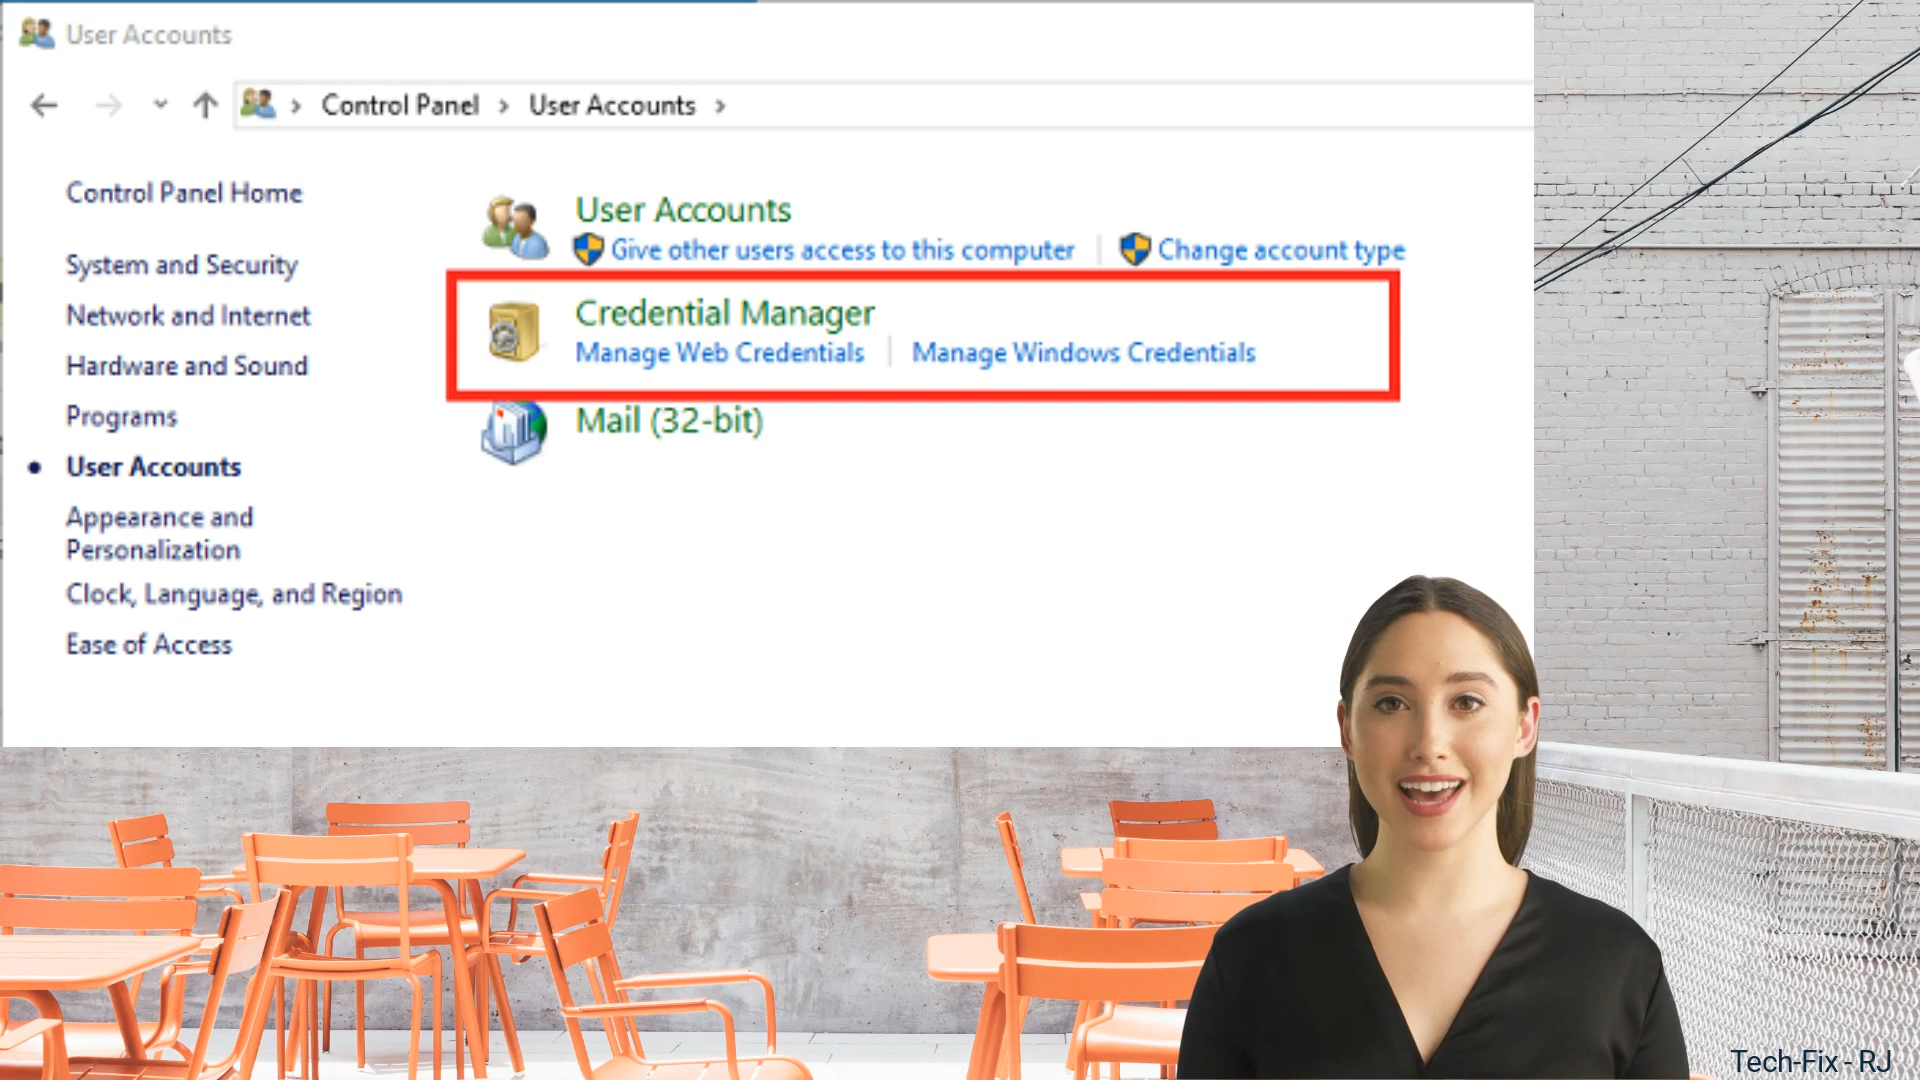 User Accounts
Control Panel > User Accounts >
Control Panel Home
System and Security
Network and Internet
Hardware and Sound
Programs
User Accounts
Appearance and
Personalization
Clock, Language, and Region
Ease of Access
User Accounts
Give other users access to this computer | Change account type
Credential Manager
Manage Web Credentials | Manage Windows Credentials
Mail (32-bit)
Tech-Fix - RJ